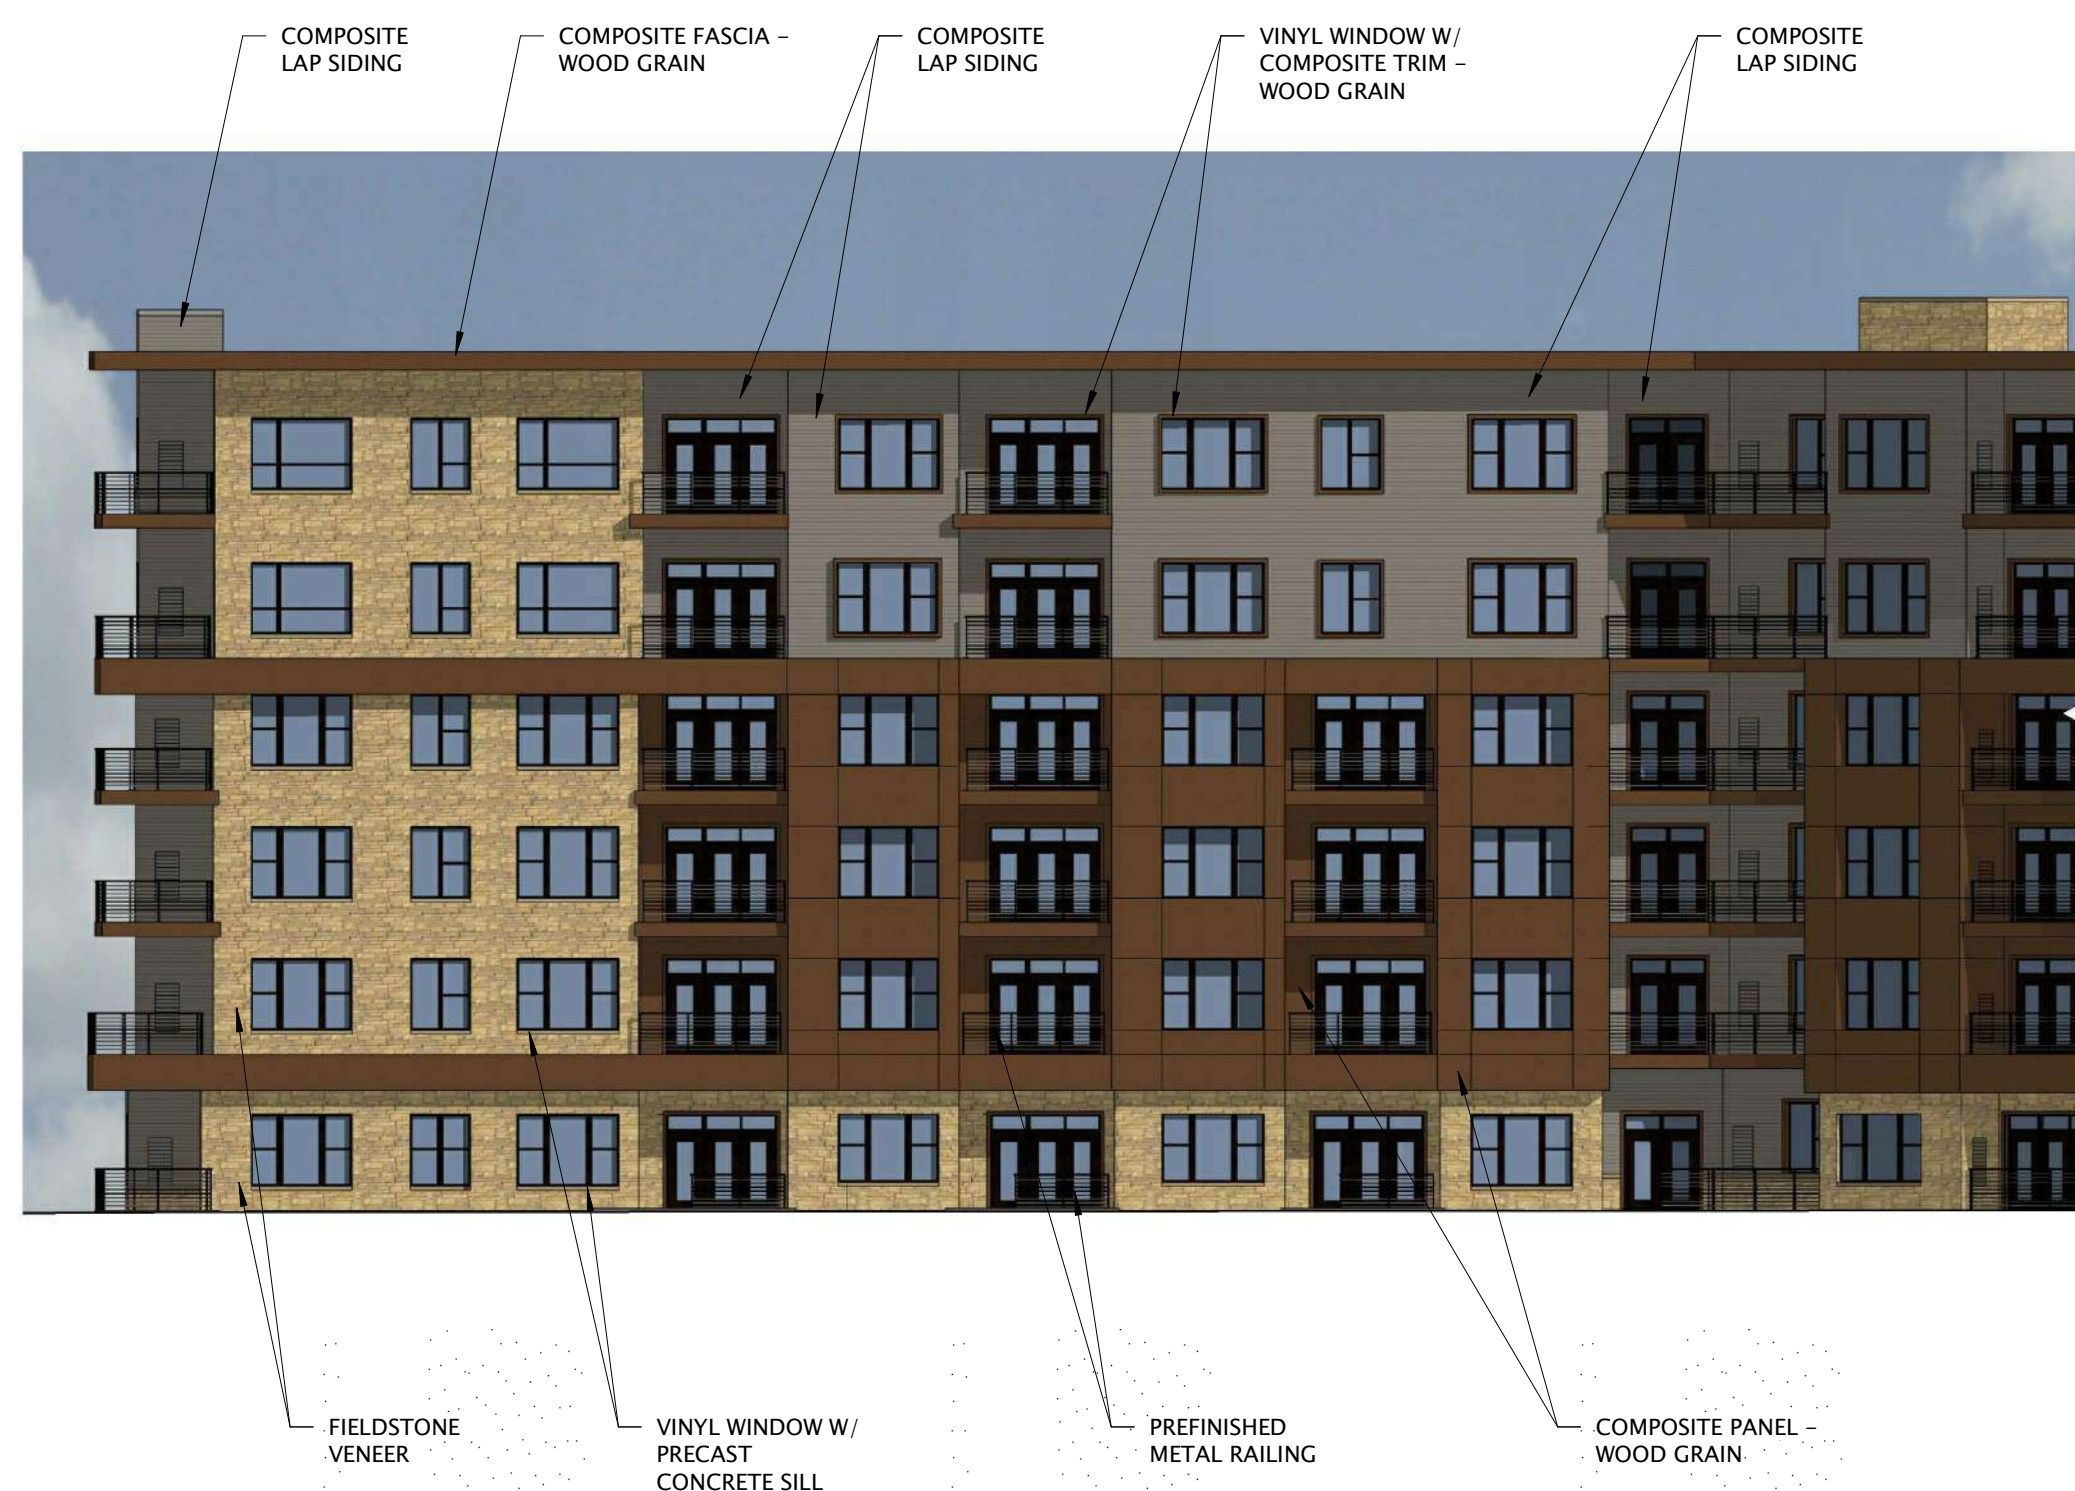 COMPOSITE
LAP SIDING
COMPOSITE FASCIA –
WOOD GRAIN
COMPOSITE
LAP SIDING
VINYL WINDOW W/
COMPOSITE TRIM –
WOOD GRAIN
COMPOSITE
LAP SIDING
FIELDSTONE
VENEER
VINYL WINDOW W/
PRECAST
CONCRETE SILL
PREFINISHED
METAL RAILING
COMPOSITE PANEL –
WOOD GRAIN